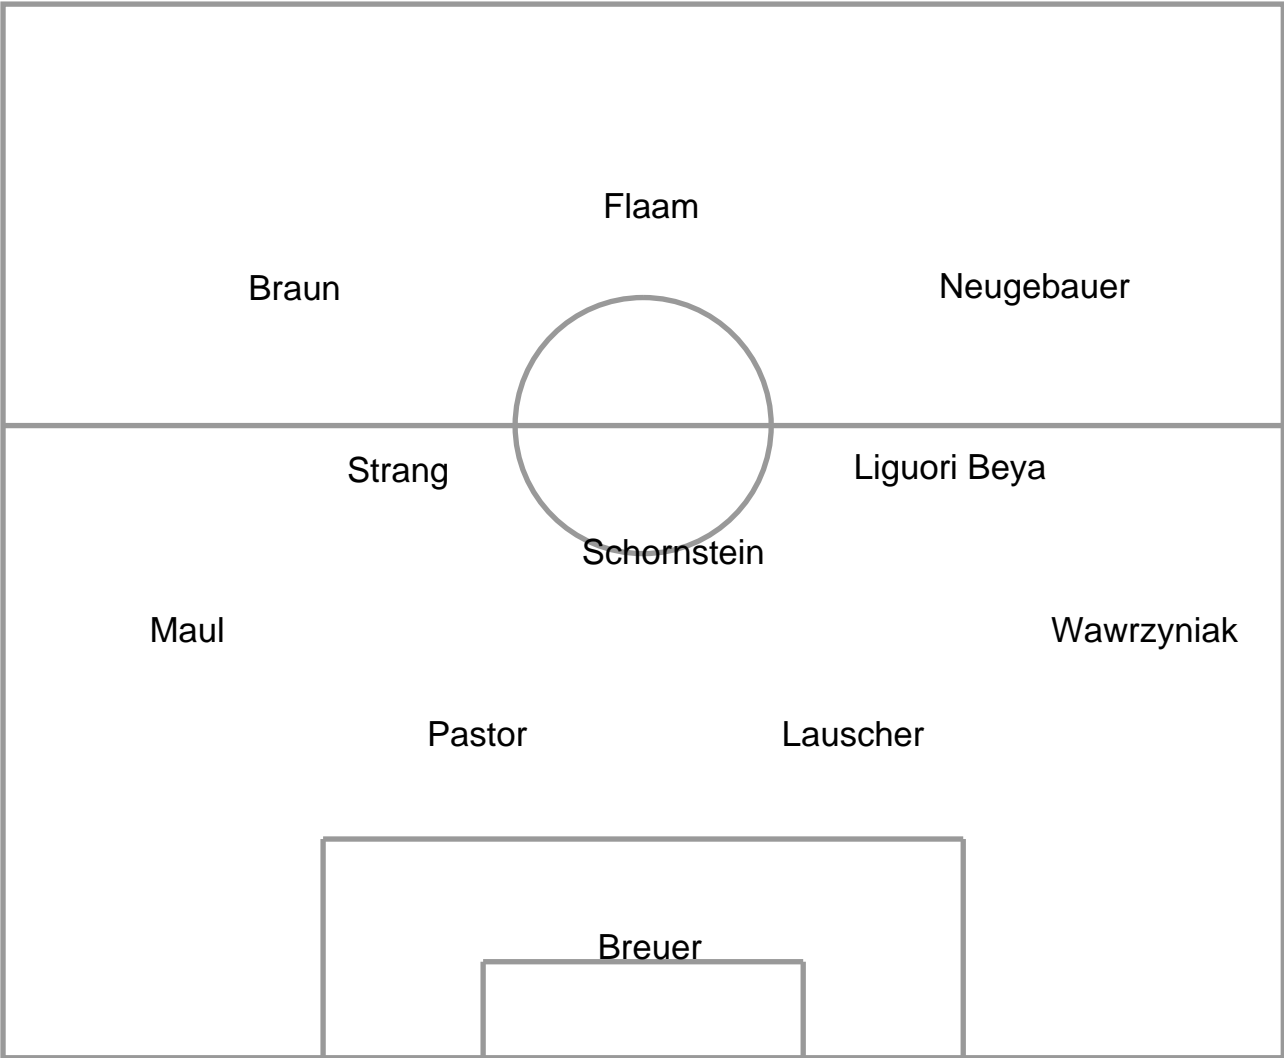 Flaam
Braun
Neugebauer
Strang
Liguori Beya
Schornstein
Maul
Wawrzyniak
Pastor
Lauscher
Breuer